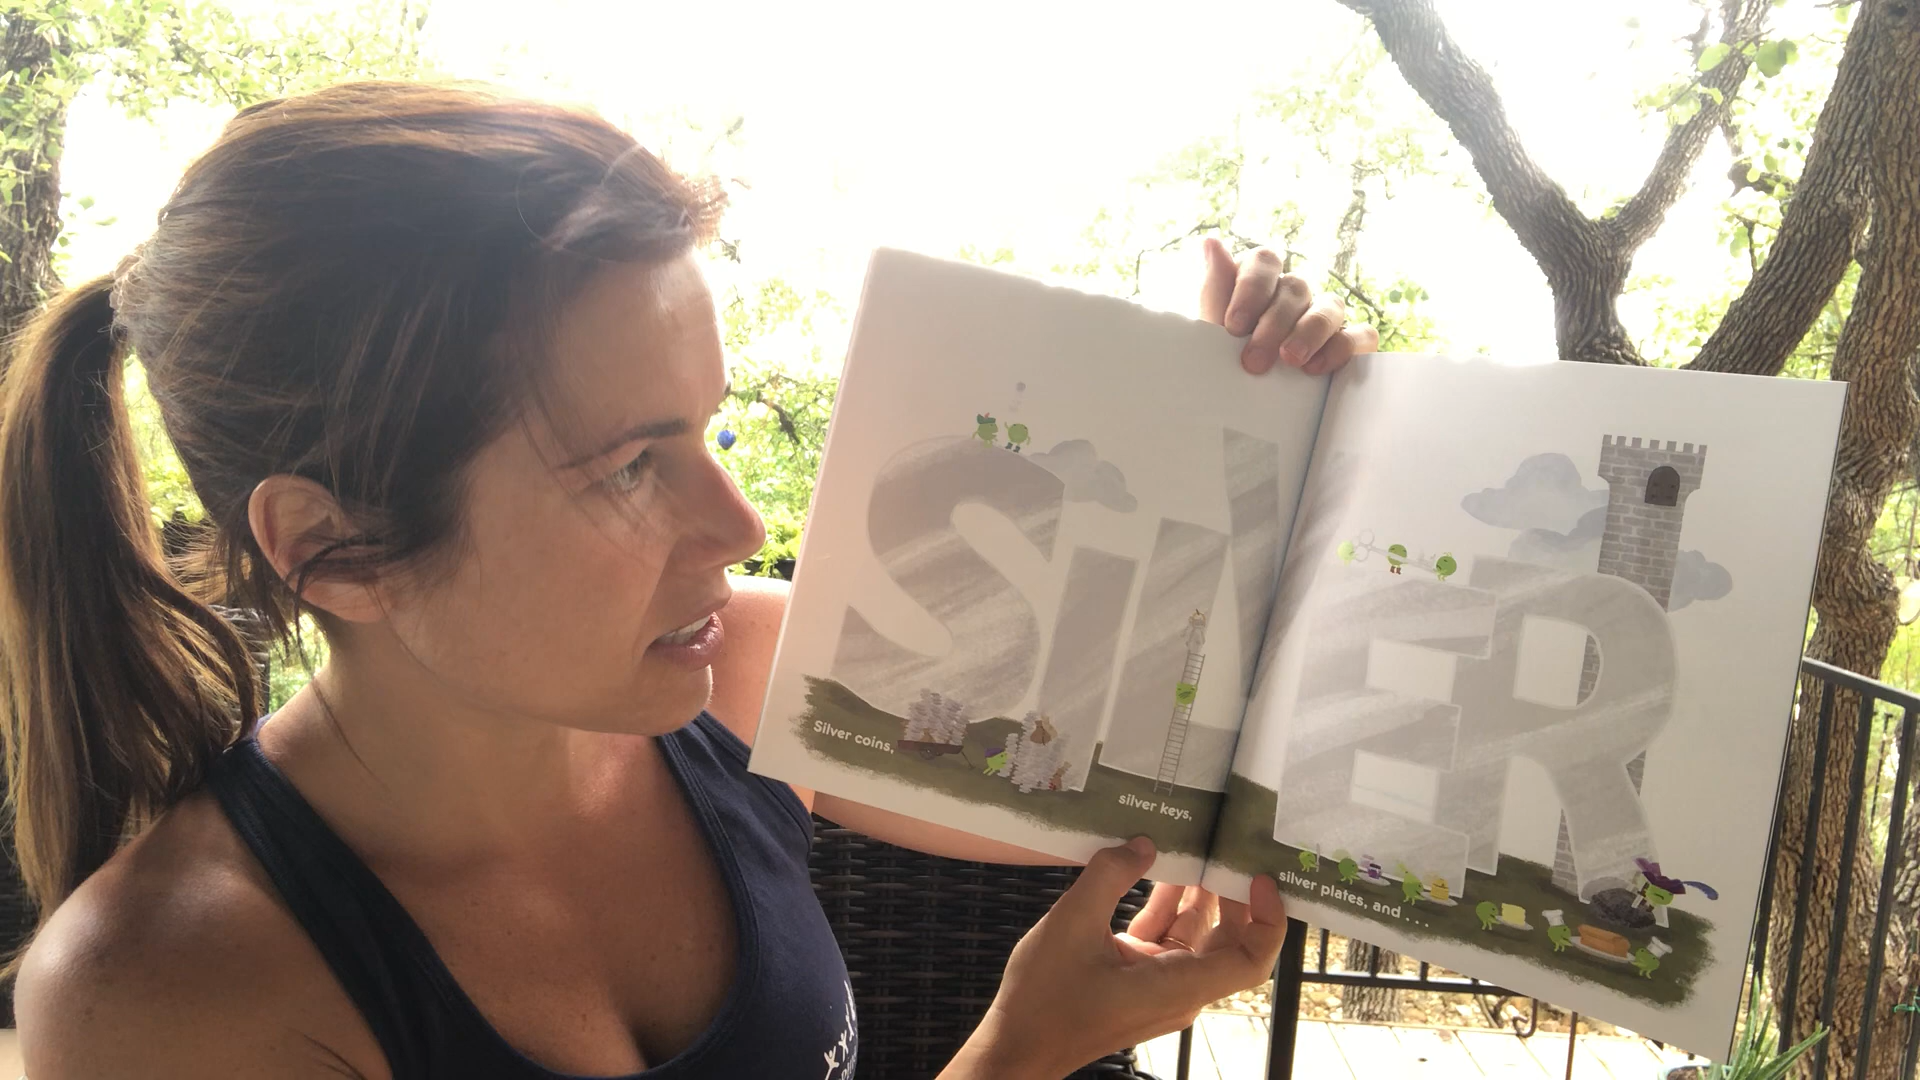 SilVER
Silver coins,
silver keys,
silver plates, and . . .